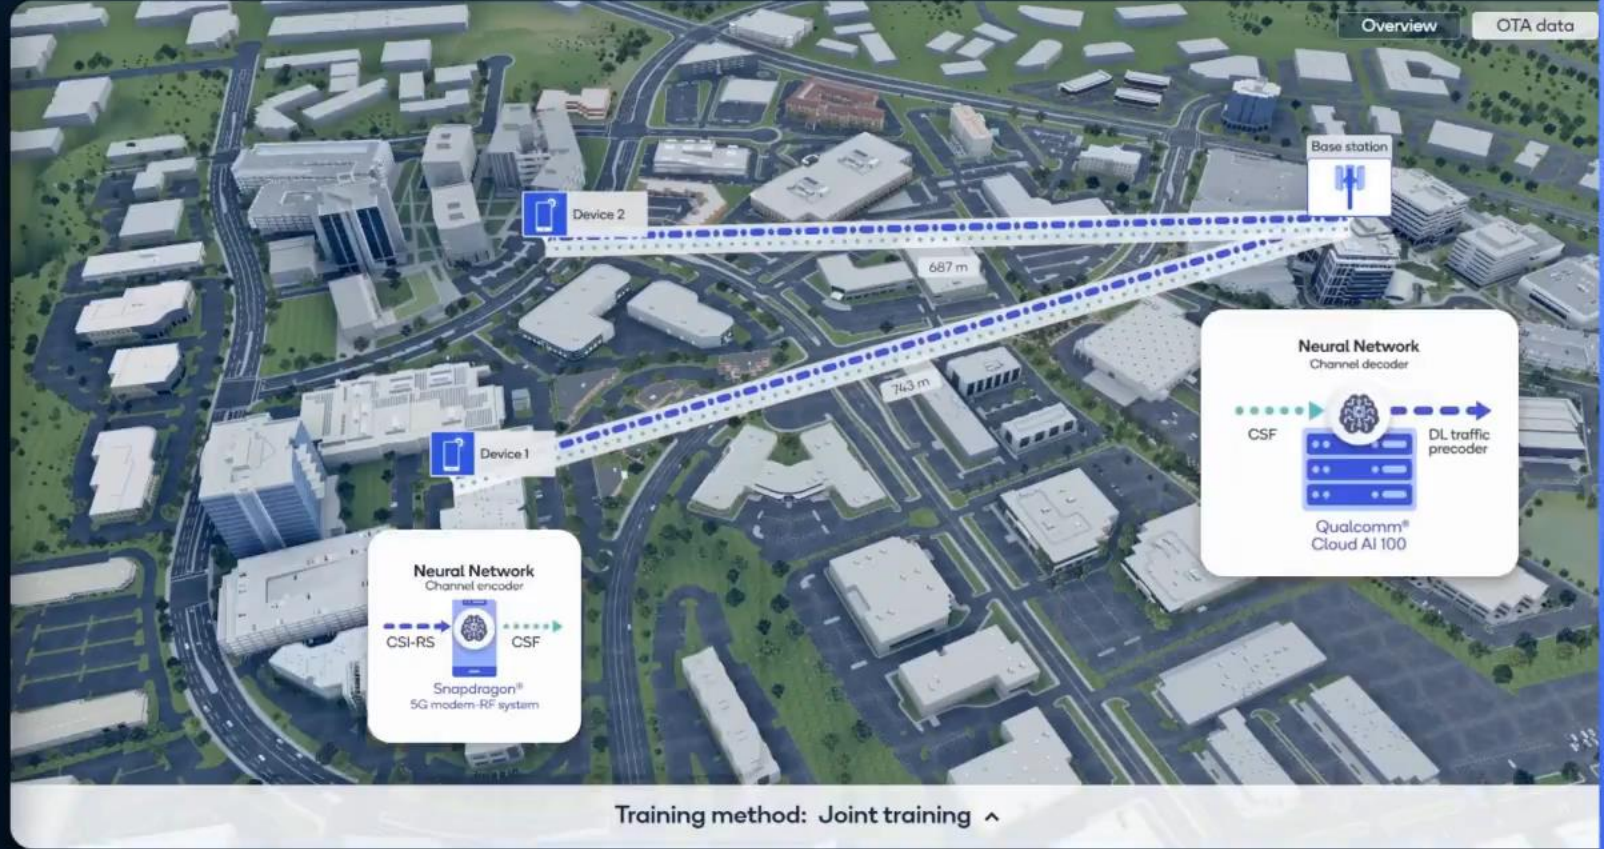 Overview
OTA data
Base station
Device 2
687 m
Neural Network
Channel decoder
743 m
CSF
DL traffic
precoder
Device 1
Qualcomm®
Cloud AI 100
Neural Network
Channel encoder
CSI-RS
CSF
Snapdragon®
5G modem-RF system
Training method: Joint training